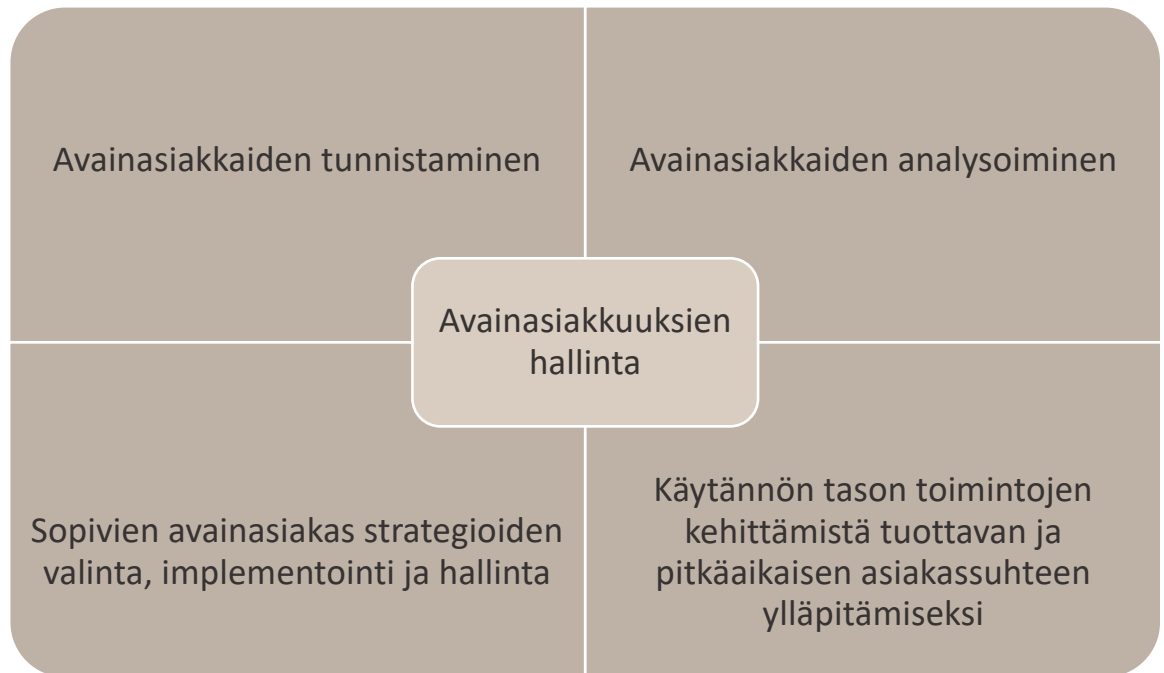 Avainasiakkaiden tunnistaminen
Avainasiakkaiden analysoiminen
Avainasiakkuuksien
hallinta
Sopivien avainasiakas strategioiden
valinta, implementointi ja hallinta
Käytännön tason toimintojen
kehittämistä tuottavan ja
pitkäaikaisen asiakassuhteen
ylläpitämiseksi